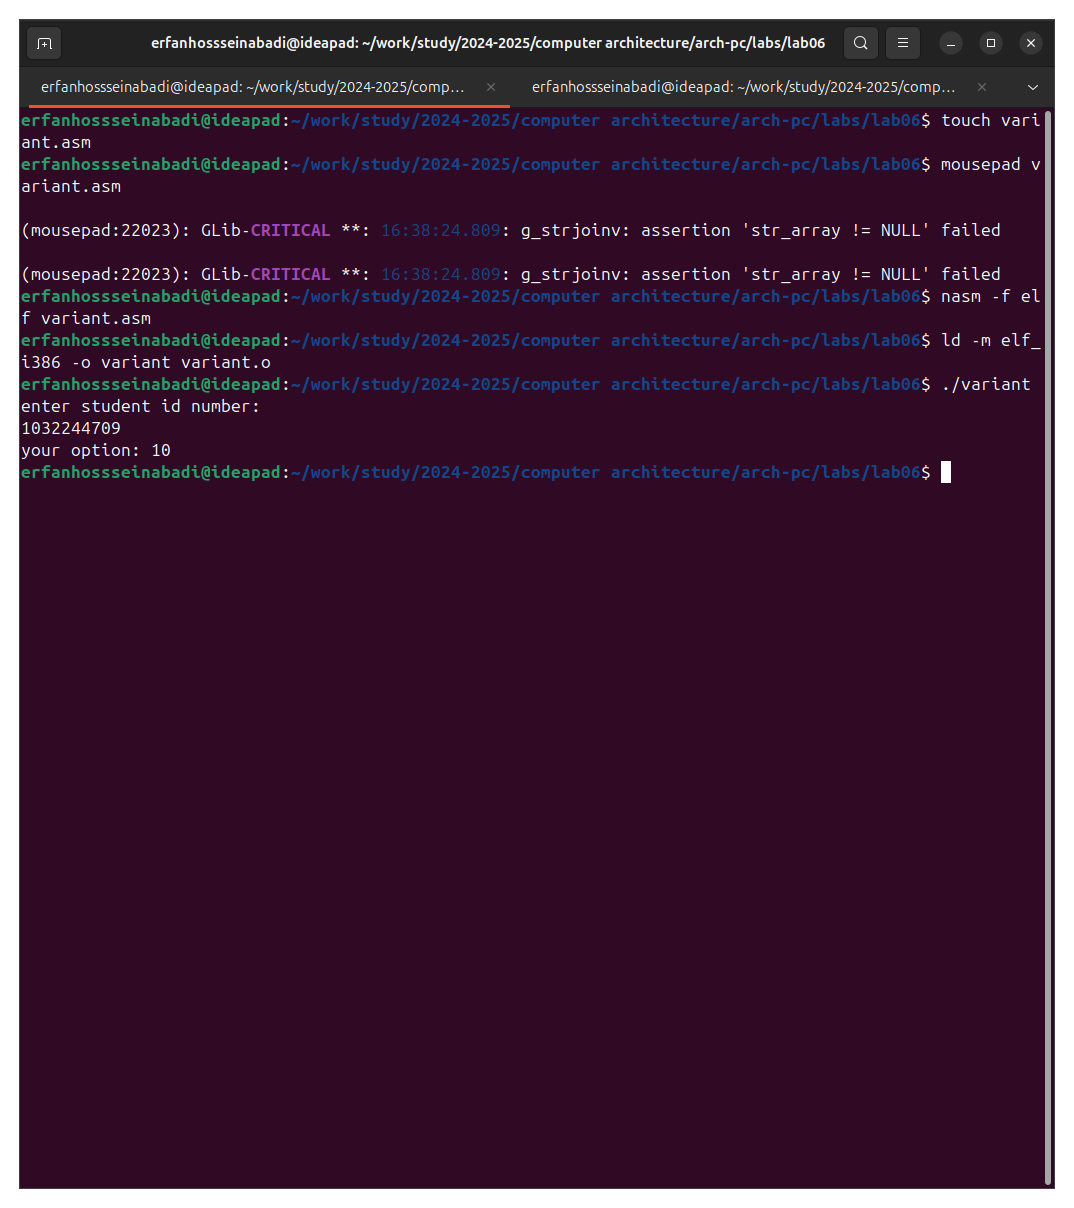 erfanhossseinabadi@ideapad: ~/work/study/2024-2025/computer architecture/arch-pc/labs/lab06
erfanhossseinabadi@ideapad: ~/work/study/2024-2025/comp... erfanhossseinabadi@ideapad: ~/work/study/2024-2025/comp...
erfanhossseinabadi@ideapad:~/work/study/2024-2025/computer architecture/arch-pc/labs/lab06$ touch vari
ant.asm
erfanhossseinabadi@ideapad:~/work/study/2024-2025/computer architecture/arch-pc/labs/lab06$ mousepad v
ariant.asm
(mousepad:22023): GLib-CRITICAL **: 16:38:24.809: g_strjoinv: assertion 'str_array != NULL' failed
(mousepad:22023): GLib-CRITICAL **: 16:38:24.809: g_strjoinv: assertion 'str_array != NULL' failed
erfanhossseinabadi@ideapad:~/work/study/2024-2025/computer architecture/arch-pc/labs/lab06$ nasm -f el
f variant.asm
erfanhossseinabadi@ideapad:~/work/study/2024-2025/computer architecture/arch-pc/labs/lab06$ ld -m elf_
i386 -o variant variant.o
erfanhossseinabadi@ideapad:~/work/study/2024-2025/computer architecture/arch-pc/labs/lab06$ ./variant
enter student id number:
1032244709
your option: 10
erfanhossseinabadi@ideapad:~/work/study/2024-2025/computer architecture/arch-pc/labs/lab06$